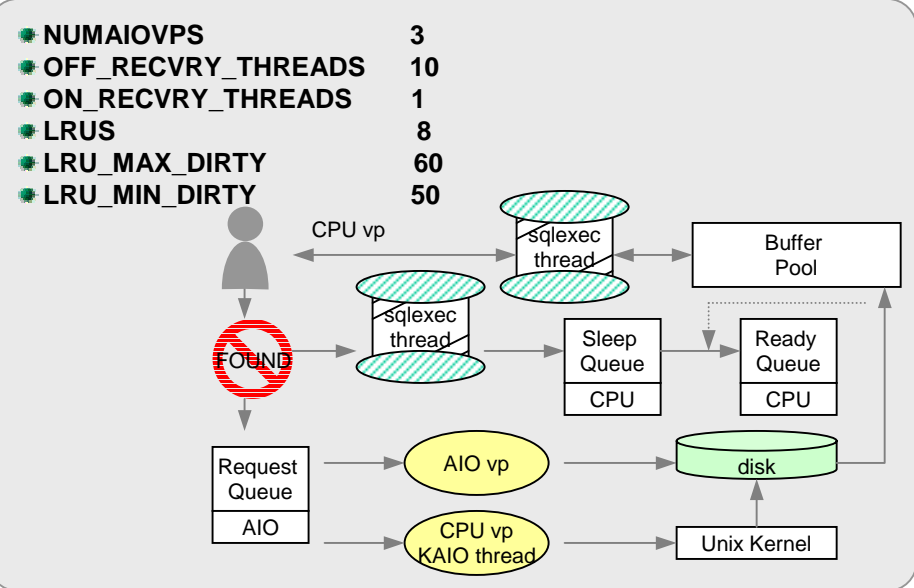 NUMAIOVPS 3
OFF_RECVRY_THREADS 10
ON_RECVRY_THREADS 1
LRUS 8
LRU_MAX_DIRTY 60
LRU_MIN_DIRTY 50
CPU vp
sqlexec
thread
Buffer
Pool
sqlexec
thread
FOUND
Sleep
Queue
CPU
Ready
Queue
CPU
Request
Queue
AIO
AIO vp
disk
CPU vp
KAIO thread
Unix Kernel